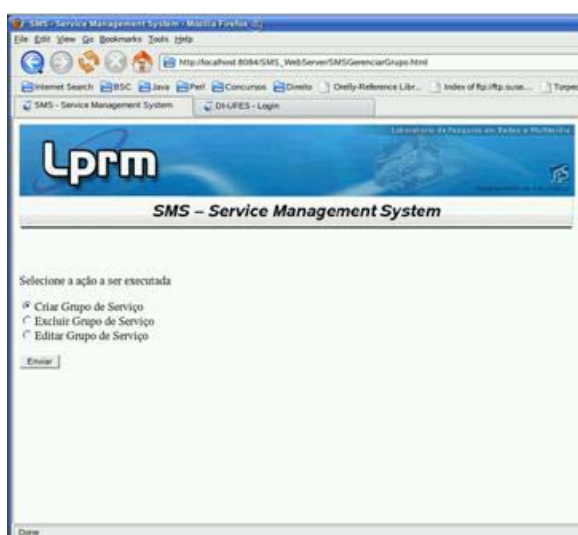 SMS - Service Management System - Mozilla Firefox
File Edit View Go Bookmarks Tools Help
http://localhost:8084/SMS_WebServer/SMSGerenciarGrupo.html
Internet Search BSC Java Perl Concursos Direito Oreilly-Reference Libr... Index of ftp://ftp.suse.... Torped
SMS - Service Management System DI-UFES - Login
Laboratório de Pesquisa em Redes e Multimídia
Lprm
SMS – Service Management System
Selecione a ação a ser executada
Criar Grupo de Serviço
Excluir Grupo de Serviço
Editar Grupo de Serviço
Enviar
Done